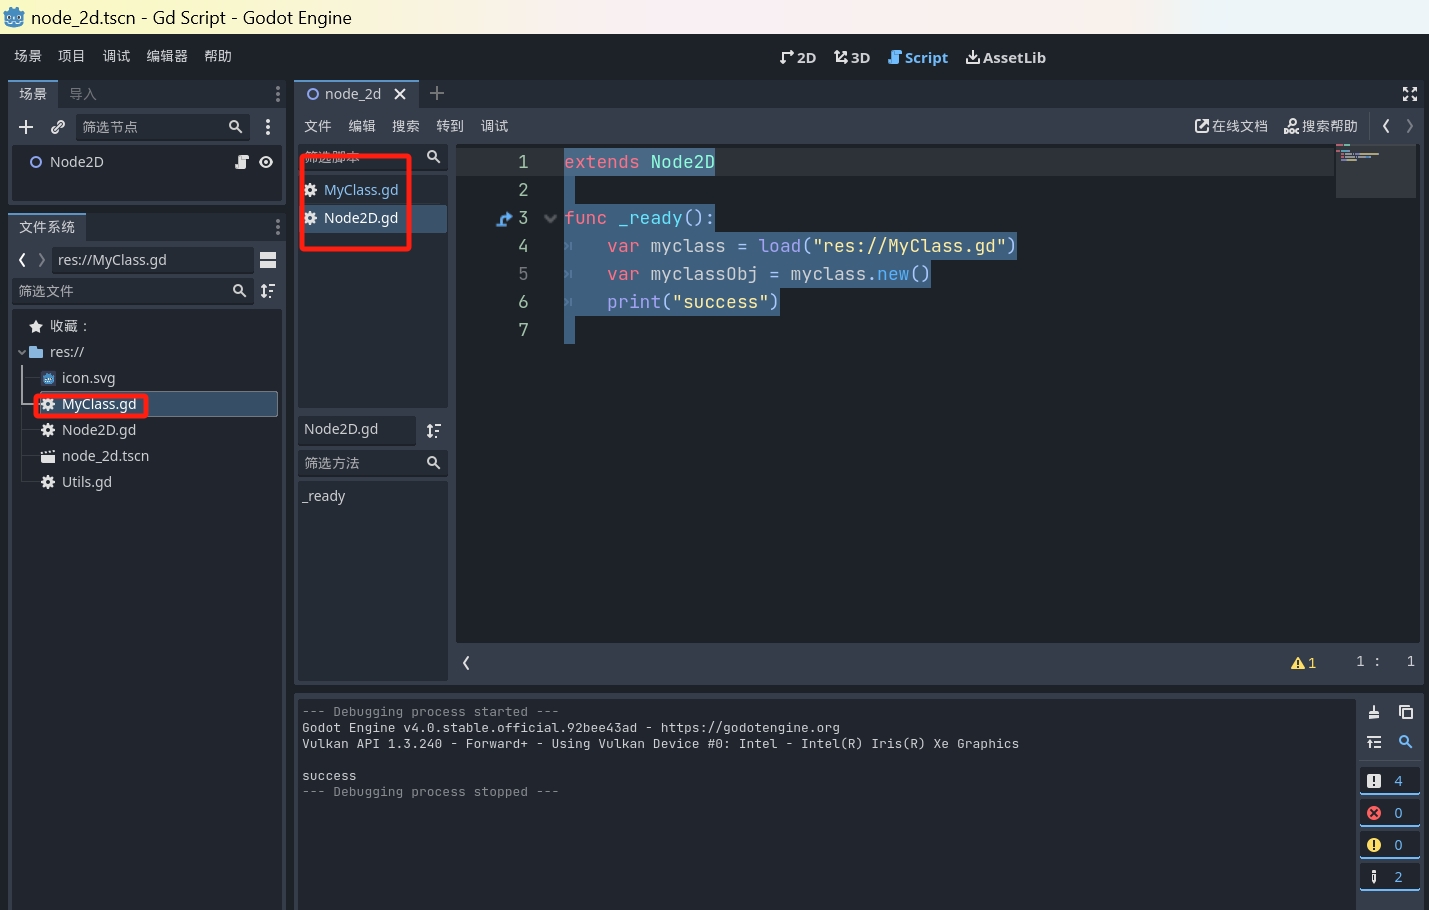 node_2d.tscn - Gd Script - Godot Engine
场景 项目 调试 编辑器 帮助
2D 3D Script AssetLib
场景 导入
筛选节点
Node2D
文件系统
res://MyClass.gd
筛选文件
收藏：
res://
icon.svg
MyClass.gd
Node2D.gd
node_2d.tscn
Utils.gd
node_2d
文件 编辑 搜索 转到 调试
在线文档 搜索帮助
筛选脚本
MyClass.gd
Node2D.gd
Node2D.gd
筛选方法
_ready
1 extends Node2D
2
3 func _ready():
4 var myclass = load("res://MyClass.gd")
5 var myclassObj = myclass.new()
6 print("success")
7
1 1 : 1
--- Debugging process started ---
Godot Engine v4.0.stable.official.92bee43ad - https://godotengine.org
Vulkan API 1.3.240 - Forward+ - Using Vulkan Device #0: Intel - Intel(R) Iris(R) Xe Graphics
success
--- Debugging process stopped ---
4
0
0
2